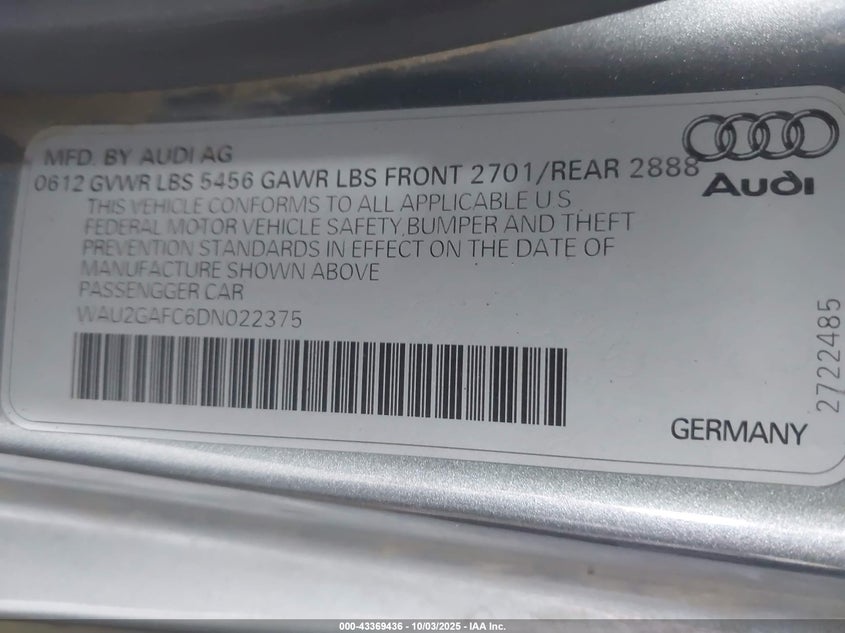 MFD. BY AUDI AG
0612 GVWR LBS 5456 GAWR LBS FRONT 2701/REAR 2888
THIS VEHICLE CONFORMS TO ALL APPLICABLE U S
FEDERAL MOTOR VEHICLE SAFETY, BUMPER AND THEFT
PREVENTION STANDARDS IN EFFECT ON THE DATE OF
MANUFACTURE SHOWN ABOVE
PASSENGGER CAR
WAU2GAFC6DN022375
Audi
2722485
GERMANY
000-43369436 - 10/03/2025 - IAA Inc.